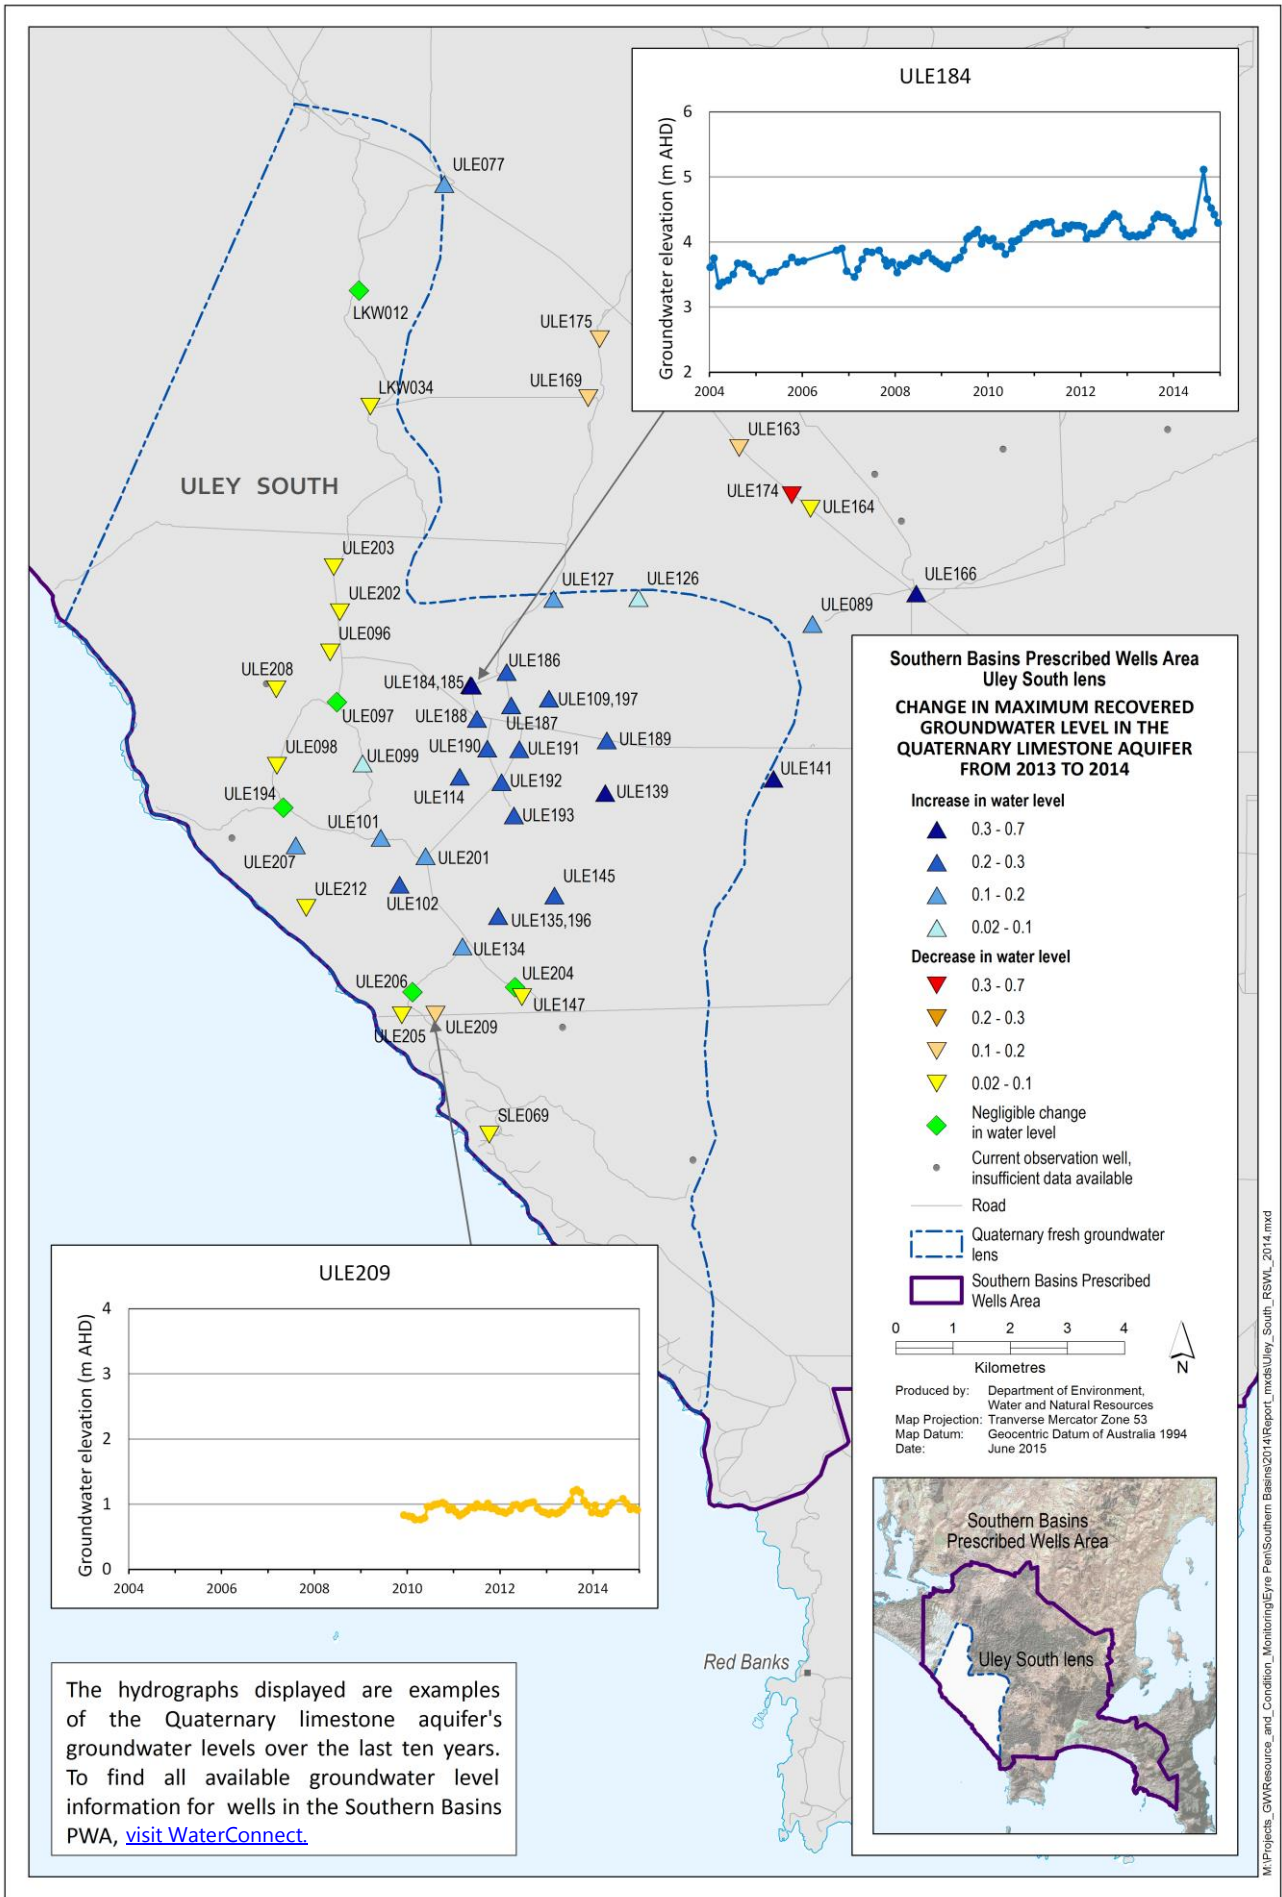 ULE184
Groundwater elevation (m AHD)
6
5
4
3
2
2004
2006
2008
2010
2012
2014
ULE077
LKW012
ULE175
ULE169
LKW034
ULE163
ULE174
ULE164
ULEY SOUTH
ULE203
ULE127
ULE126
ULE166
ULE202
ULE089
ULE096
ULE208
ULE186
ULE184,185
ULE109,197
ULE097
ULE188
ULE187
ULE098
ULE099
ULE190
ULE191
ULE189
ULE141
ULE194
ULE114
ULE192
ULE139
ULE101
ULE193
ULE207
ULE201
ULE212
ULE102
ULE145
ULE135,196
ULE134
ULE206
ULE204
ULE147
ULE205
ULE209
SLE069
Southern Basins Prescribed Wells Area
Uley South lens
CHANGE IN MAXIMUM RECOVERED
GROUNDWATER LEVEL IN THE
QUATERNARY LIMESTONE AQUIFER
FROM 2013 TO 2014
Increase in water level
0.3 - 0.7
0.2 - 0.3
0.1 - 0.2
0.02 - 0.1
Decrease in water level
0.3 - 0.7
0.2 - 0.3
0.1 - 0.2
0.02 - 0.1
Negligible change
in water level
Current observation well,
insufficient data available
Road
Quaternary fresh groundwater
lens
Southern Basins Prescribed
Wells Area
0 1 2 3 4
Kilometres
N
Produced by: Department of Environment,
Water and Natural Resources
Map Projection: Tranverse Mercator Zone 53
Map Datum: Geocentric Datum of Australia 1994
Date: June 2015
Southern Basins
Prescribed Wells Area
Uley South lens
ULE209
Groundwater elevation (m AHD)
4
3
2
1
0
2004
2006
2008
2010
2012
2014
Red Banks
The hydrographs displayed are examples
of the Quaternary limestone aquifer's
groundwater levels over the last ten years.
To find all available groundwater level
information for wells in the Southern Basins
PWA, visit WaterConnect.
M:\Projects_GW\Resource_and_Condition_Monitoring\Eyre Pen\Southern Basins\2014\Report_mxds\Uley_South_RSWL_2014.mxd